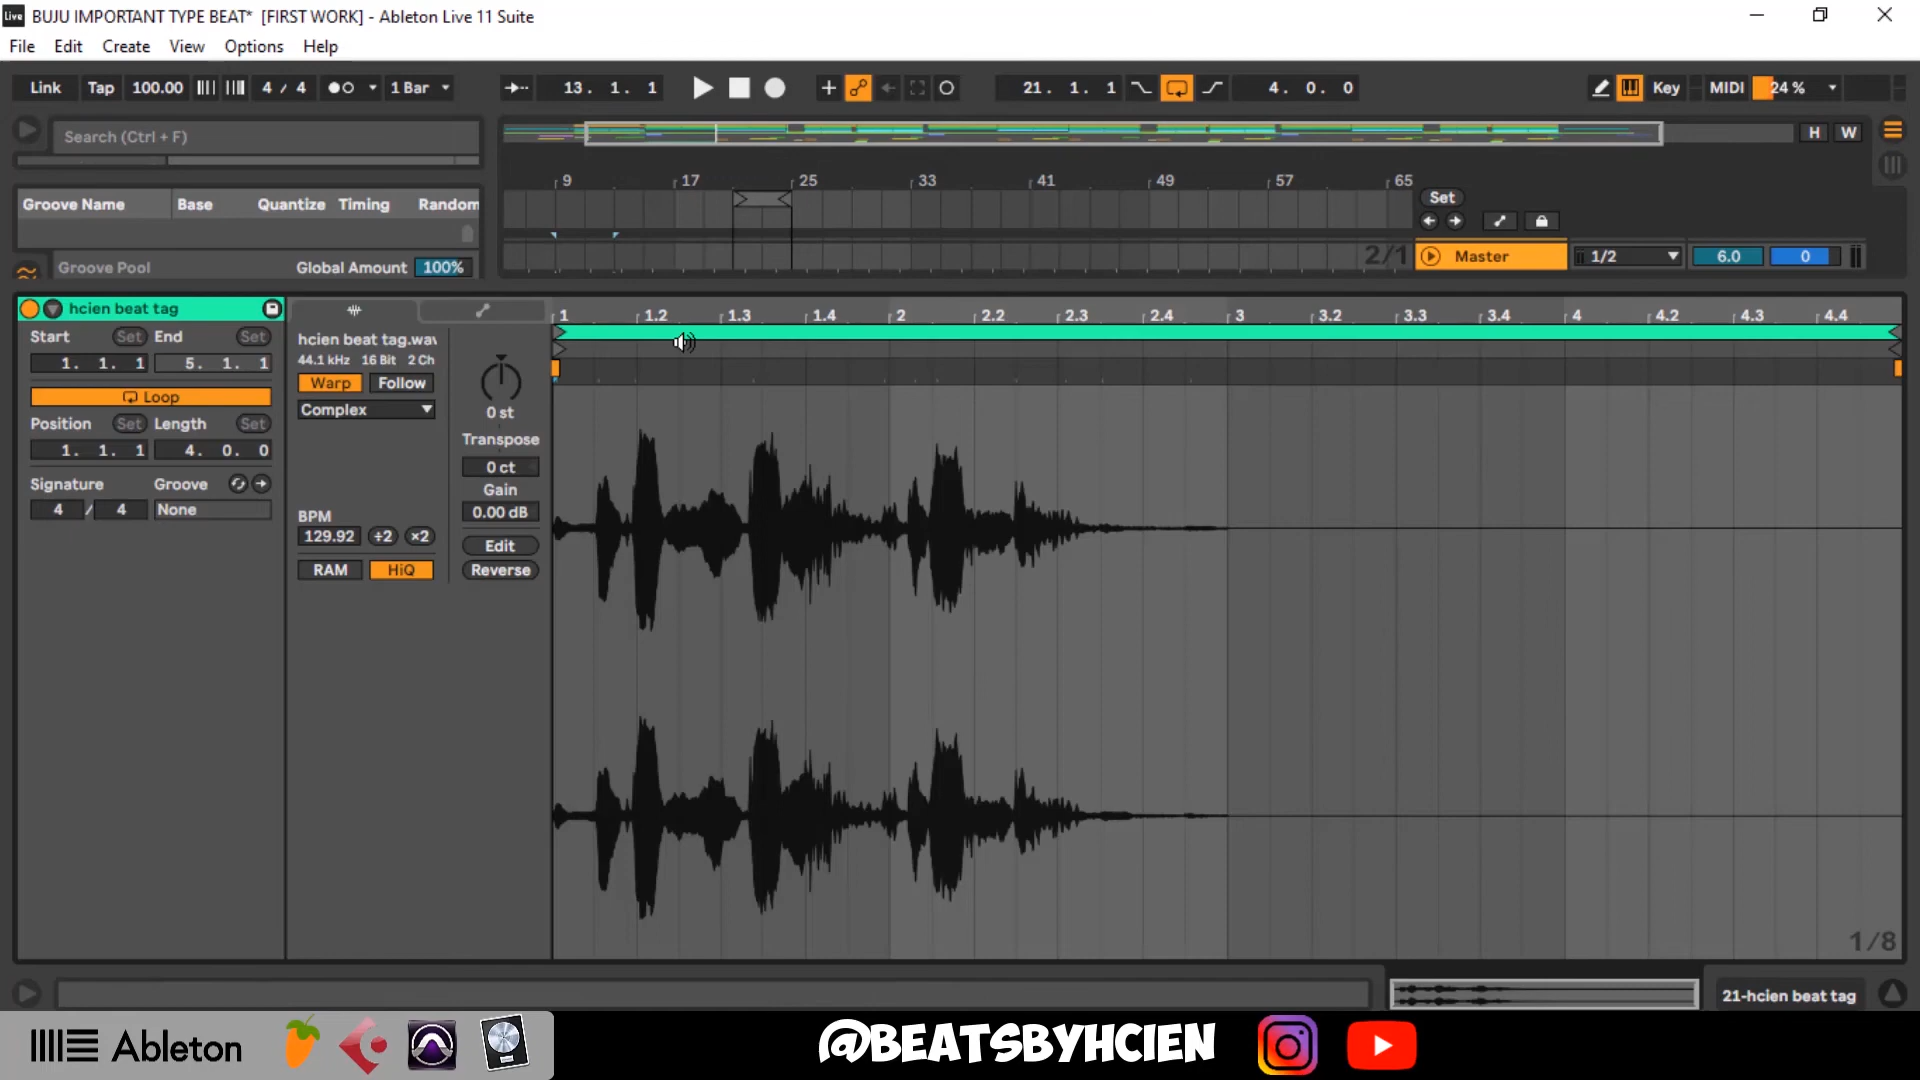 Live BUJU IMPORTANT TYPE BEAT* [FIRST WORK] - Ableton Live 11 Suite
File Edit Create View Options Help
Link Tap 100.00 4 / 4 1 Bar 13. 1. 1 21. 1. 1 4. 0. 0 Key MIDI 24 %
Search (Ctrl + F)
H W
9 17 25 33 41 49 57 65
Set
Groove Name Base Quantize Timing Random
Groove Pool Global Amount 100%
2/1 Master 1/2 6.0 0
hcien beat tag
1 1.2 1.3 1.4 2 2.2 2.3 2.4 3 3.2 3.3 3.4 4 4.2 4.3 4.4
Start Set End Set
1. 1. 1 5. 1. 1
Loop
Position Set Length Set
1. 1. 1 4. 0. 0
Signature Groove
4 / 4 None
hcien beat tag.wav
44.1 kHz 16 Bit 2 Ch
Warp Follow
Complex
BPM
129.92 ÷2 ×2
RAM HiQ
0 st
Transpose
0 ct
Gain
0.00 dB
Edit
Reverse
1/8
21-hcien beat tag
Ableton
@BEATSBYHCIEN